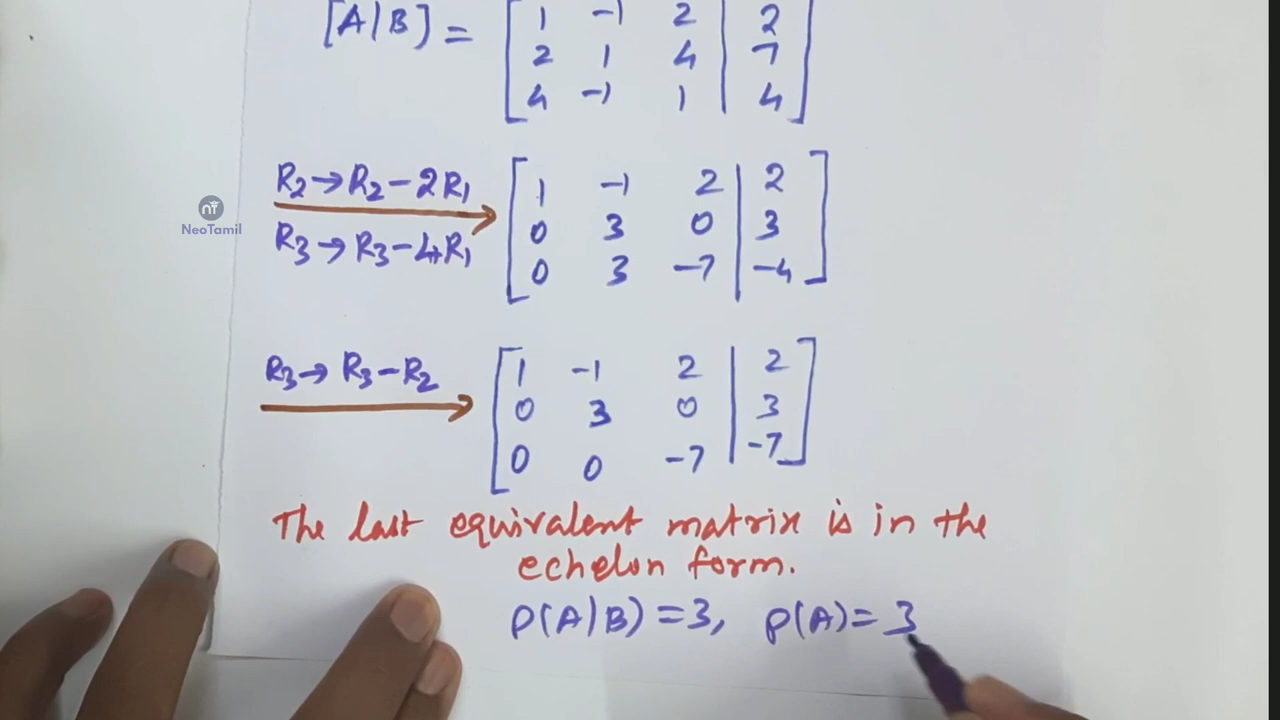 [A|B] = [1 -1 2 | 2]
[2 1 4 | 7]
[4 -1 1 | 4]
R2→R2-2R1
R3→R3-4R1
[1 -1 2 | 2]
[0 3 0 | 3]
[0 3 -7 | -4]
NT
NeoTamil
R3→ R3-R2
[1 -1 2 | 2]
[0 3 0 | 3]
[0 0 -7 | -7]
The last equivalent matrix is in the
echelon form.
ρ(A|B) = 3, ρ(A) = 3